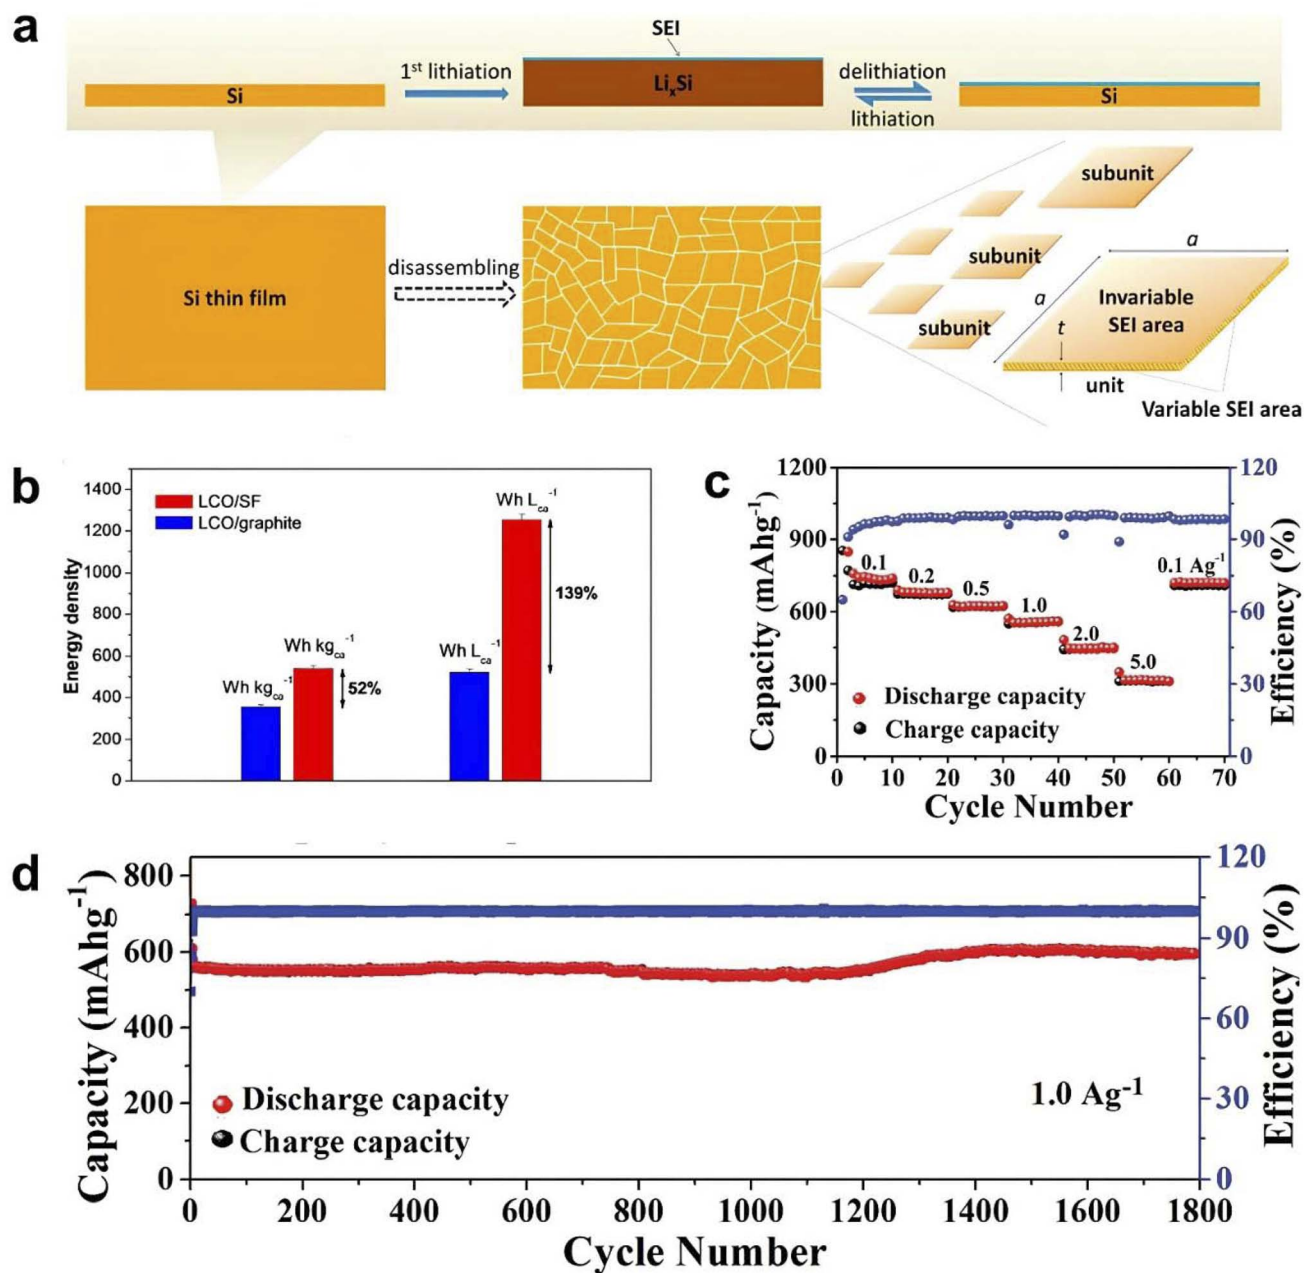 a
SEI
Si
1st lithiation
LixSi
delithiation
lithiation
Si
Si thin film
disassembling
subunit
subunit
subunit
a
a
t
Invariable
SEI area
unit
Variable SEI area
b
Energy density
1400
1200
1000
800
600
400
200
0
LCO/SF
LCO/graphite
Wh kgca-1
Wh kgca-1
52%
Wh Lca-1
Wh Lca-1
139%
c
Capacity (mAhg-1)
1200
900
600
300
0
0.1
0.2
0.5
1.0
2.0
5.0
0.1 Ag-1
Discharge capacity
Charge capacity
0 10 20 30 40 50 60 70
Cycle Number
120
90
60
30
0
Efficiency (%)
d
Capacity (mAhg-1)
800
600
400
200
0
Discharge capacity
Charge capacity
1.0 Ag-1
0 200 400 600 800 1000 1200 1400 1600 1800
Cycle Number
120
90
60
30
0
Efficiency (%)